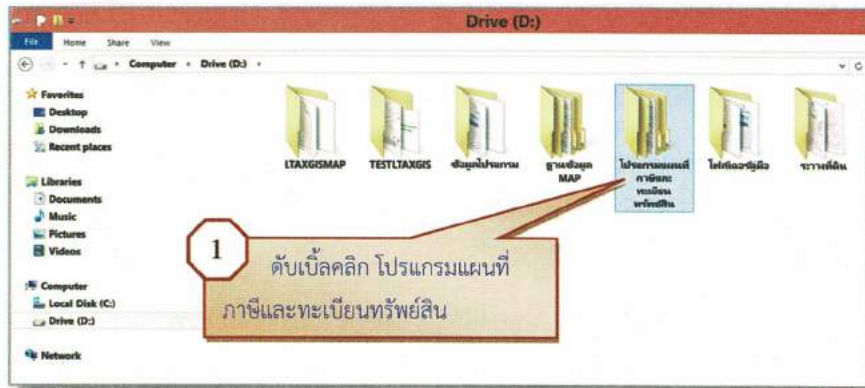 Drive (D:)
File Home Share View
Computer Drive (D:)
Favorites
Desktop
Downloads
Recent places
Libraries
Documents
Music
Pictures
Videos
Computer
Local Disk (C:)
Drive (D:)
Network
LTAXGISMAP
TESTLTAXGIS
ข้อมูลโปรแกรม
ฐานข้อมูล
MAP
โปรแกรมแผนที่
ภาษีและ
ทะเบียน
ทรัพย์สิน
ระวางที่ดิน
1
ดับเบิ้ลคลิก โปรแกรมแผนที่
ภาษีและทะเบียนทรัพย์สิน